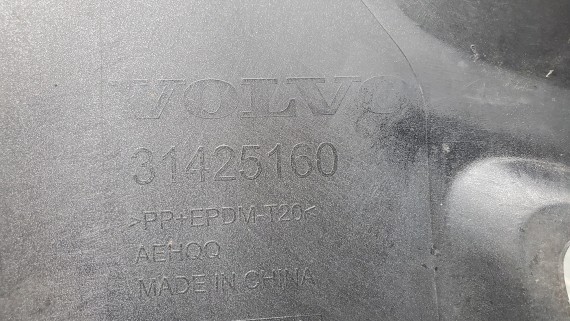 VOLVO
31425160
>PP+EPDM-T20<
AEHQQ
MADE IN CHINA